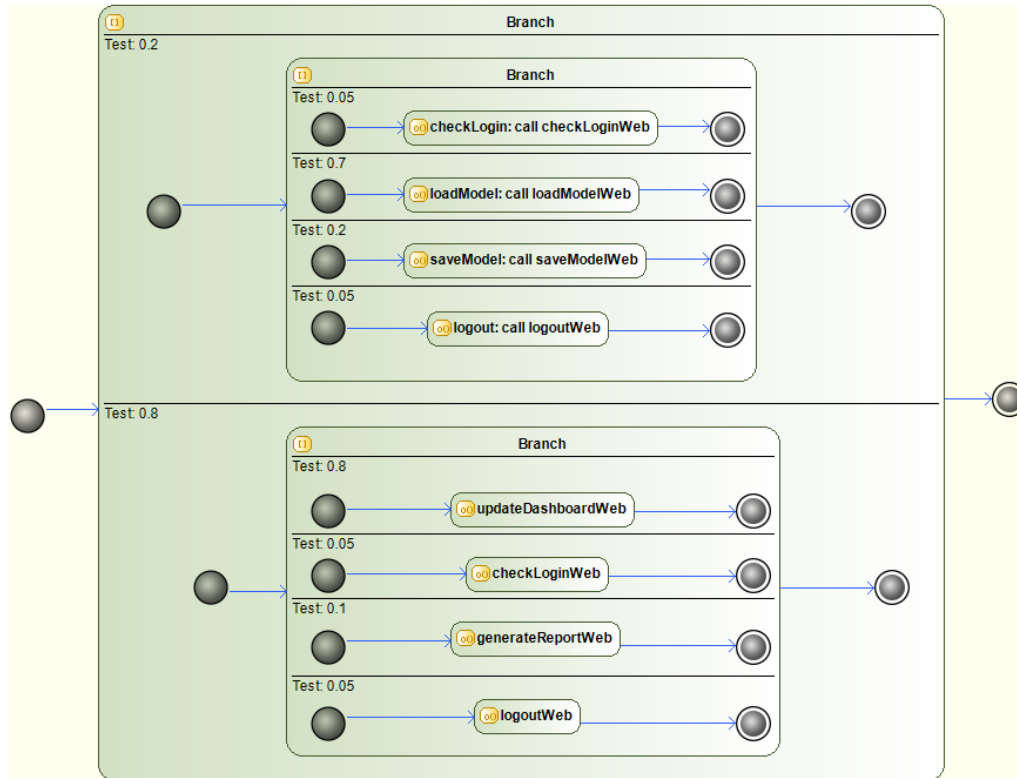 Branch
Test: 0.2
Branch
Test: 0.05
checkLogin: call checkLoginWeb
Test: 0.7
loadModel: call loadModelWeb
Test: 0.2
saveModel: call saveModelWeb
Test: 0.05
logout: call logoutWeb
Test: 0.8
Branch
Test: 0.8
updateDashboardWeb
Test: 0.05
checkLoginWeb
Test: 0.1
generateReportWeb
Test: 0.05
logoutWeb